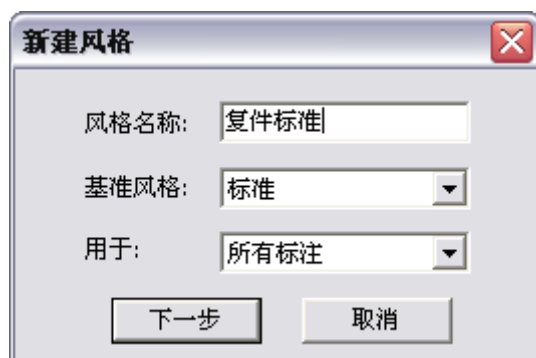 新建风格
风格名称: 复件标准
基准风格: 标准
用于: 所有标注
下一步 取消